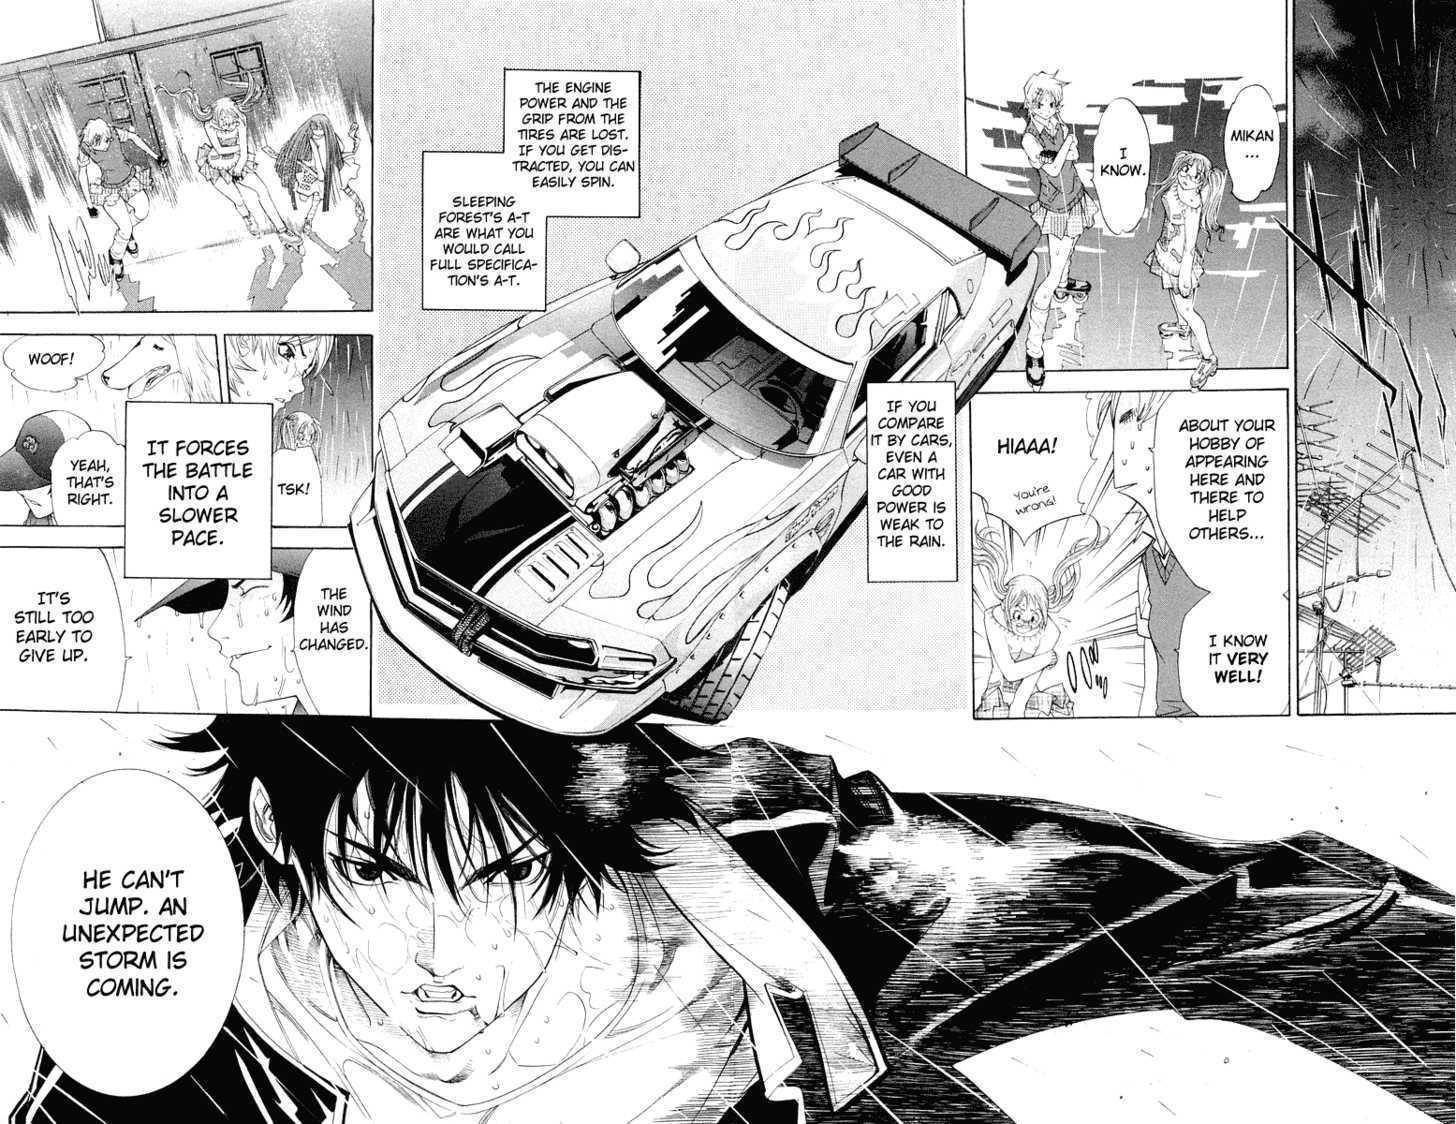 MIKAN
...
I
KNOW.
ABOUT YOUR
HOBBY OF
APPEARING
HERE AND
THERE TO
HELP
OTHERS...
I KNOW
IT VERY
WELL!
HIAAA!
You're
wrong!
IF YOU
COMPARE
IT BY CARS,
EVEN A
CAR WITH
GOOD
POWER IS
WEAK TO
THE RAIN.
THE ENGINE
POWER AND THE
GRIP FROM THE
TIRES ARE LOST.
IF YOU GET DIS-
TRACTED, YOU CAN
EASILY SPIN.
SLEEPING
FOREST'S A-T
ARE WHAT YOU
WOULD CALL
FULL SPECIFICA-
TION'S A-T.
TSK!
WOOF!
YEAH,
THAT'S
RIGHT.
IT FORCES
THE BATTLE
INTO A
SLOWER
PACE.
THE
WIND
HAS
CHANGED.
IT'S
STILL TOO
EARLY TO
GIVE UP.
HE CAN'T
JUMP. AN
UNEXPECTED
STORM IS
COMING.